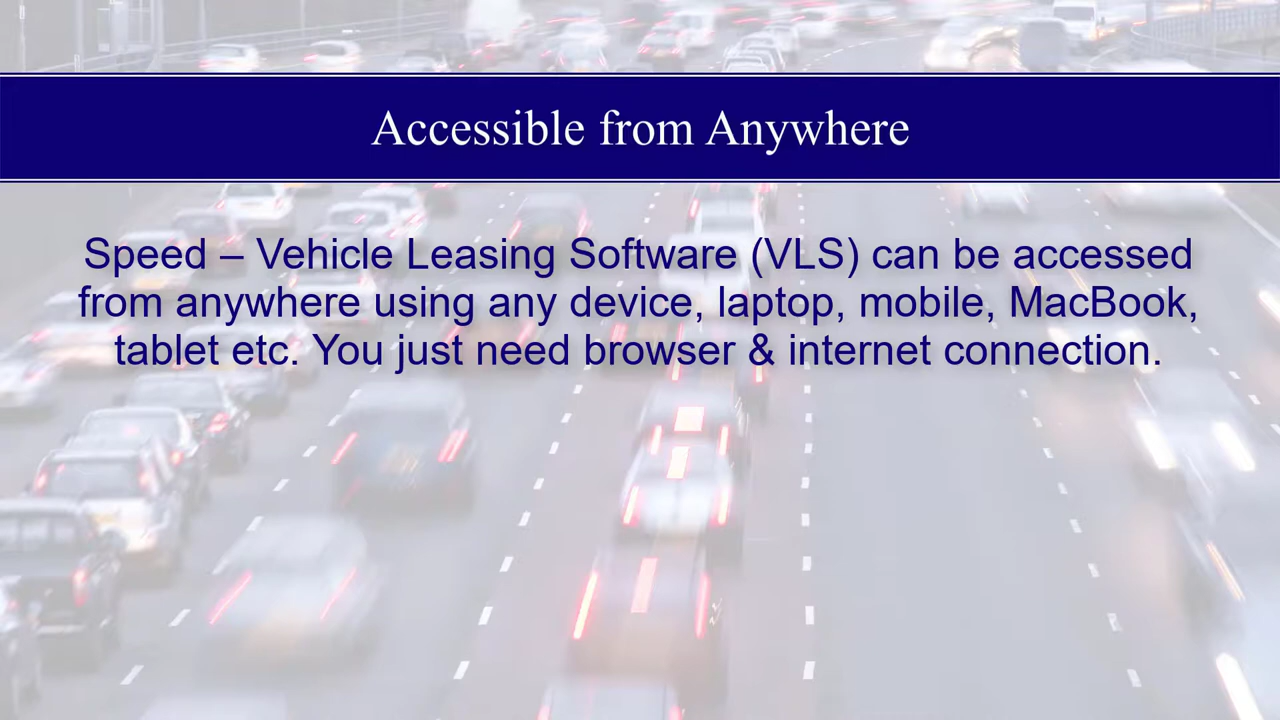 Accessible from Anywhere
Speed – Vehicle Leasing Software (VLS) can be accessed
from anywhere using any device, laptop, mobile, MacBook,
tablet etc. You just need browser & internet connection.